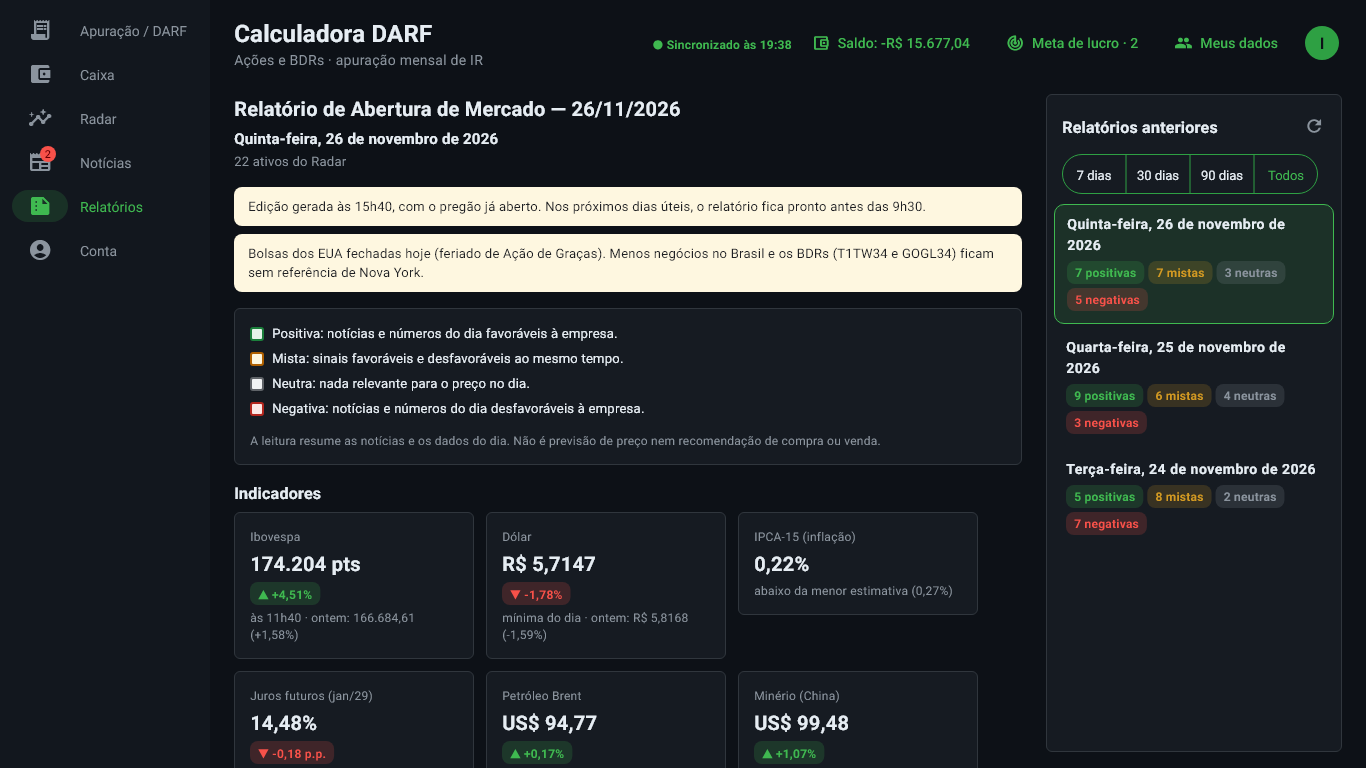 Apuração / DARF
Caixa
Radar
2
Notícias
Relatórios
Conta
Calculadora DARF
Ações e BDRs · apuração mensal de IR
Sincronizado às 19:38
Saldo: -R$ 15.677,04
Meta de lucro · 2
Meus dados
I
Relatório de Abertura de Mercado — 26/11/2026
Quinta-feira, 26 de novembro de 2026
22 ativos do Radar
Edição gerada às 15h40, com o pregão já aberto. Nos próximos dias úteis, o relatório fica pronto antes das 9h30.
Bolsas dos EUA fechadas hoje (feriado de Ação de Graças). Menos negócios no Brasil e os BDRs (T1TW34 e GOGL34) ficam
sem referência de Nova York.
Positiva: notícias e números do dia favoráveis à empresa.
Mista: sinais favoráveis e desfavoráveis ao mesmo tempo.
Neutra: nada relevante para o preço no dia.
Negativa: notícias e números do dia desfavoráveis à empresa.
A leitura resume as notícias e os dados do dia. Não é previsão de preço nem recomendação de compra ou venda.
Indicadores
Ibovespa
174.204 pts
▲ +4,51%
às 11h40 · ontem: 166.684,61
(+1,58%)
Dólar
R$ 5,7147
▼ -1,78%
mínima do dia · ontem: R$ 5,8168
(-1,59%)
IPCA-15 (inflação)
0,22%
abaixo da menor estimativa (0,27%)
Juros futuros (jan/29)
14,48%
▼ -0,18 p.p.
Petróleo Brent
US$ 94,77
▲ +0,17%
Minério (China)
US$ 99,48
▲ +1,07%
Relatórios anteriores
7 dias
30 dias
90 dias
Todos
Quinta-feira, 26 de novembro de
2026
7 positivas
7 mistas
3 neutras
5 negativas
Quarta-feira, 25 de novembro de
2026
9 positivas
6 mistas
4 neutras
3 negativas
Terça-feira, 24 de novembro de 2026
5 positivas
8 mistas
2 neutras
7 negativas